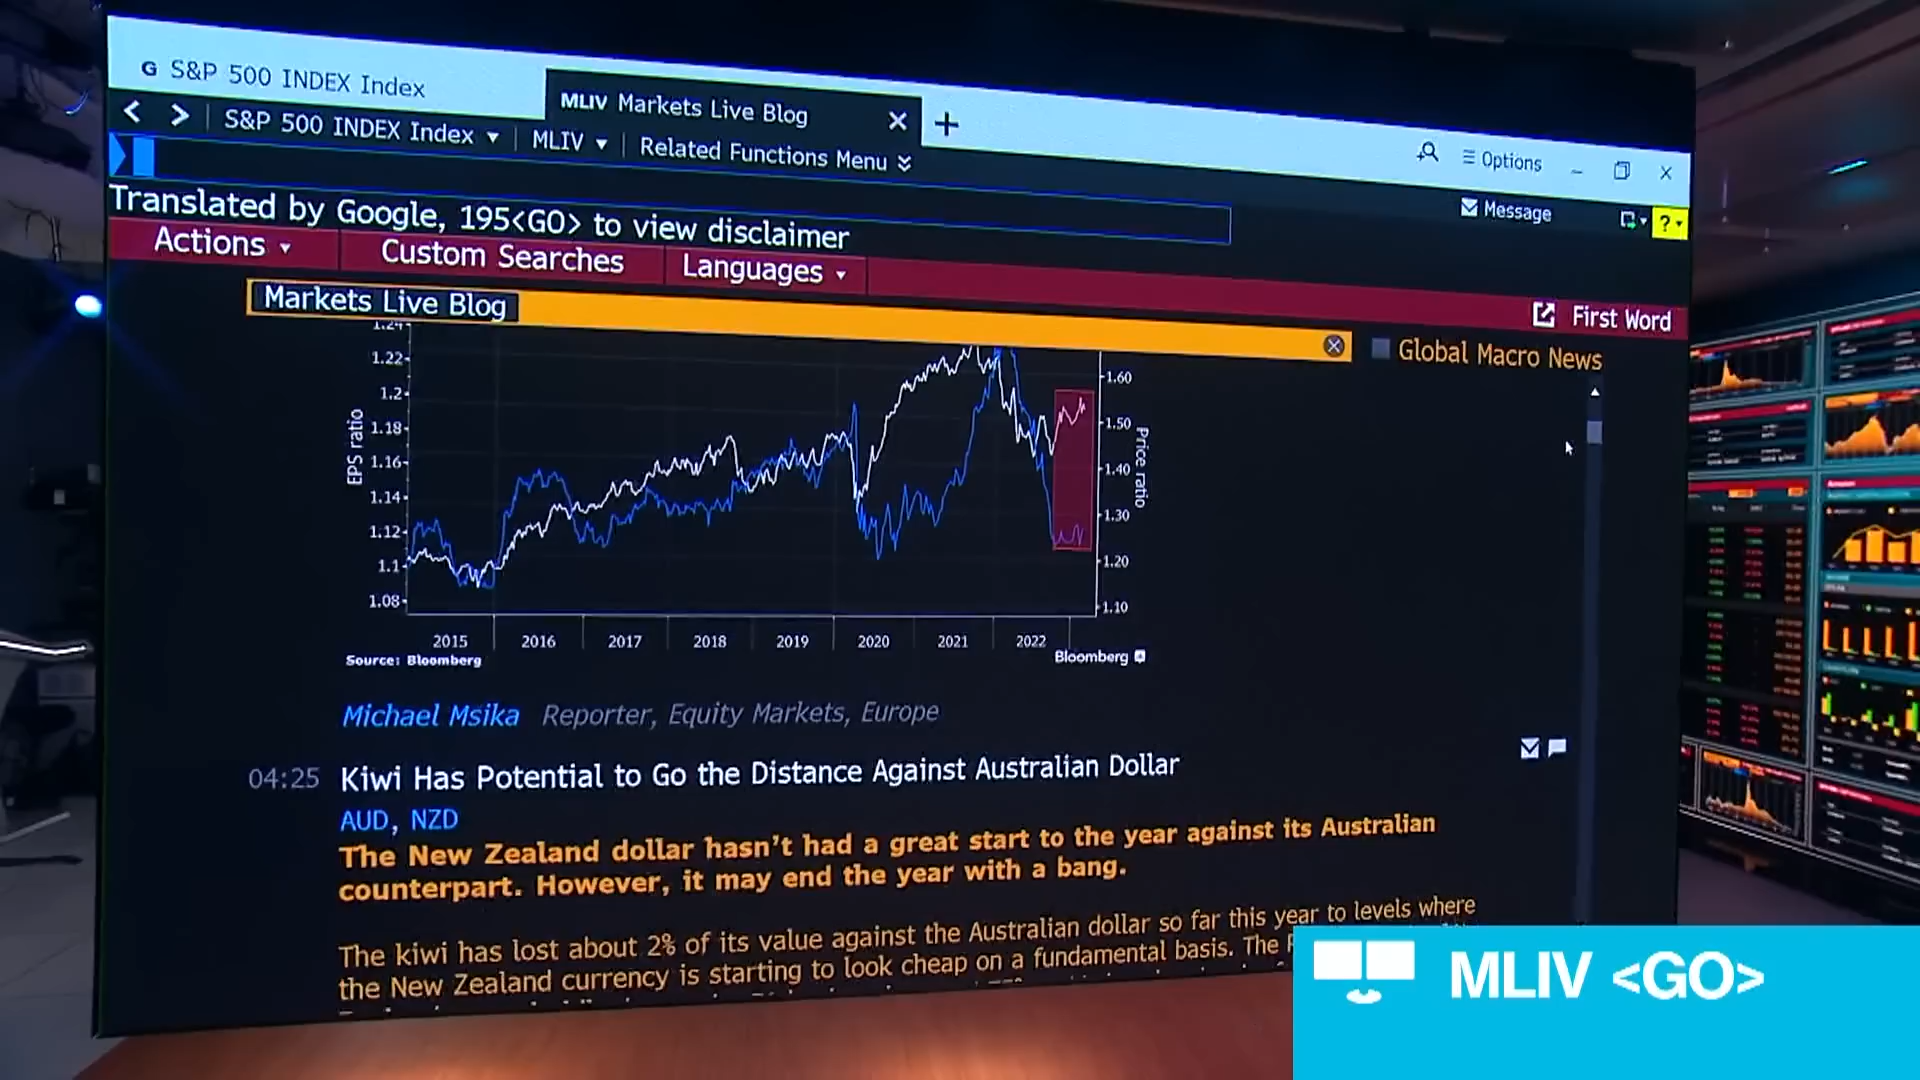 G S&P 500 INDEX Index
MLIV Markets Live Blog
S&P 500 INDEX Index
MLIV
Related Functions Menu
Options
Message
?
Translated by Google, 195<GO> to view disclaimer
Actions
Custom Searches
Languages
First Word
Markets Live Blog
Global Macro News
1.24
1.22
1.2
1.18
1.16
1.14
1.12
1.1
1.08
EPS ratio
1.60
1.50
1.40
1.30
1.20
1.10
Price ratio
2015 2016 2017 2018 2019 2020 2021 2022
Source: Bloomberg
Bloomberg
Michael Msika Reporter, Equity Markets, Europe
04:25 Kiwi Has Potential to Go the Distance Against Australian Dollar
AUD, NZD
The New Zealand dollar hasn't had a great start to the year against its Australian
counterpart. However, it may end the year with a bang.
The kiwi has lost about 2% of its value against the Australian dollar so far this year to levels where
the New Zealand currency is starting to look cheap on a fundamental basis. The
MLIV <GO>